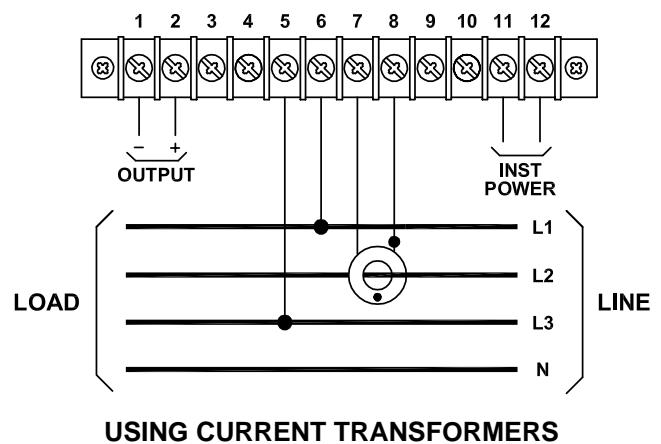 1 2 3 4 5 6 7 8 9 10 11 12
− +
OUTPUT
INST
POWER
L1
L2
LOAD
LINE
L3
N
USING CURRENT TRANSFORMERS